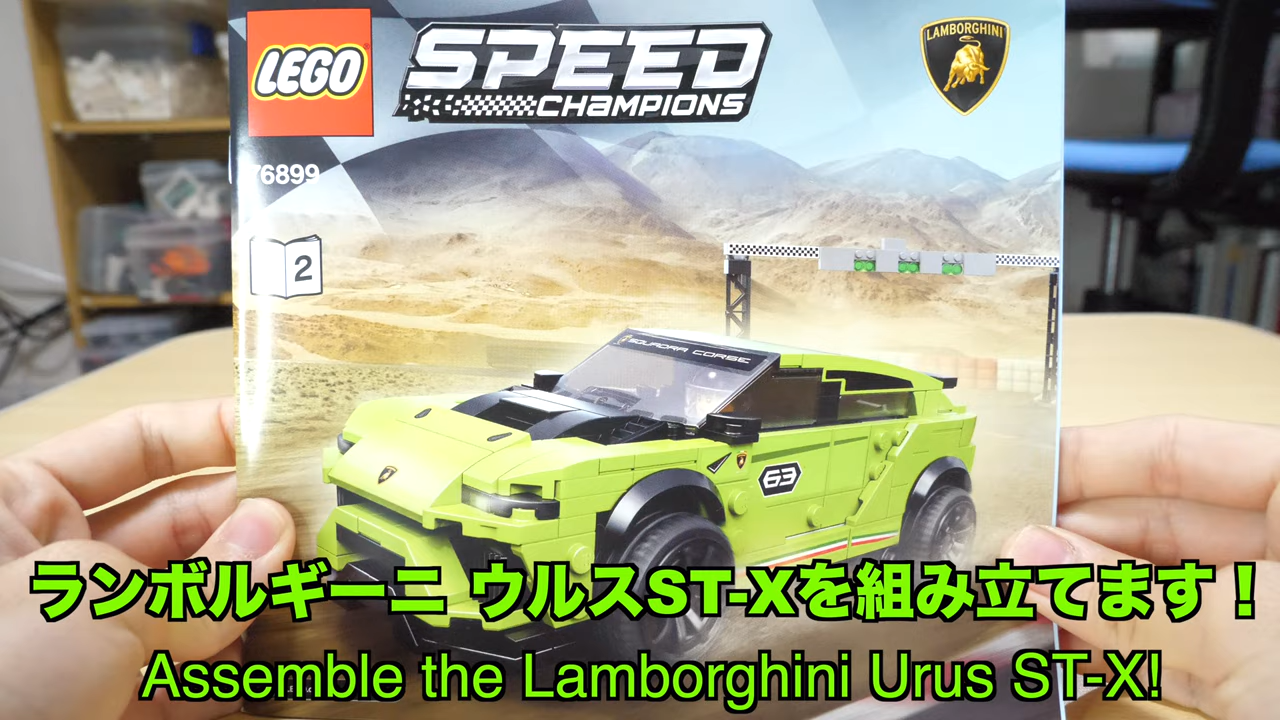 LEGO
SPEED
CHAMPIONS
LAMBORGHINI
76899
2
SQUADRA CORSE
63
ランボルギーニ ウルスST-Xを組み立てます！
Assemble the Lamborghini Urus ST-X!